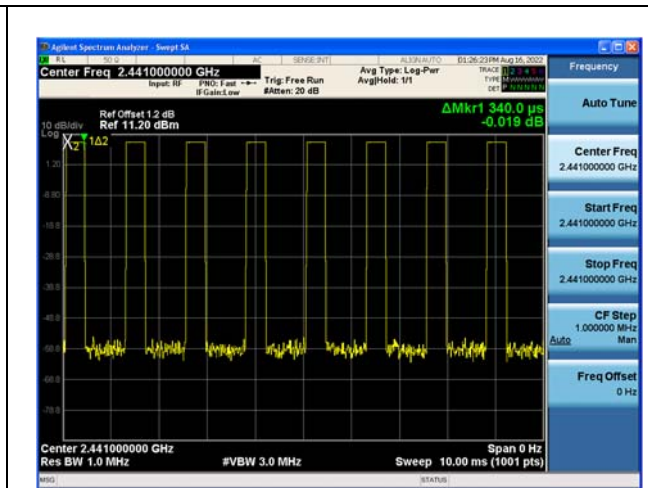 Agilent Spectrum Analyzer - Swept SA
RL 50 Ω AC SENSE:INT ALIGN AUTO 01:26:23 PM Aug 16, 2022
Center Freq 2.441000000 GHz Avg Type: Log-Pwr TRACE 1 2 3 4 5 6
Input: RF PNO: Fast Trig: Free Run Avg|Hold: 1/1 TYPE
IFGain:Low #Atten: 20 dB DET P N N N N N
Frequency
Auto Tune
ΔMkr1 340.0 µs
-0.019 dB
Ref Offset 1.2 dB
10 dB/div Ref 11.20 dBm
Log
X2 1Δ2
1.20
-8.80
-18.8
-28.8
-38.8
-48.8
-58.8
-68.8
-78.8
Center Freq
2.441000000 GHz
Start Freq
2.441000000 GHz
Stop Freq
2.441000000 GHz
CF Step
1.000000 MHz
Auto Man
Freq Offset
0 Hz
Center 2.441000000 GHz Span 0 Hz
Res BW 1.0 MHz #VBW 3.0 MHz Sweep 10.00 ms (1001 pts)
MSG STATUS